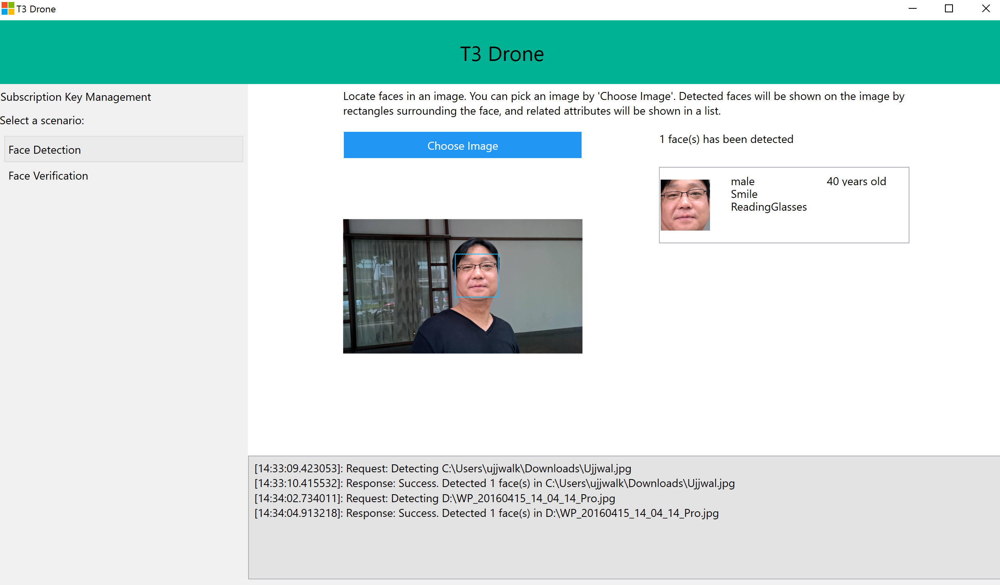 T3 Drone
T3 Drone
Subscription Key Management
Select a scenario:
Face Detection
Face Verification
Locate faces in an image. You can pick an image by 'Choose Image'. Detected faces will be shown on the image by
rectangles surrounding the face, and related attributes will be shown in a list.
Choose Image
1 face(s) has been detected
male 40 years old
Smile
ReadingGlasses
[14:33:09.423053]: Request: Detecting C:\Users\ujjwalk\Downloads\Ujjwal.jpg
[14:33:10.415532]: Response: Success. Detected 1 face(s) in C:\Users\ujjwalk\Downloads\Ujjwal.jpg
[14:34:02.734011]: Request: Detecting D:\WP_20160415_14_04_14_Pro.jpg
[14:34:04.913218]: Response: Success. Detected 1 face(s) in D:\WP_20160415_14_04_14_Pro.jpg